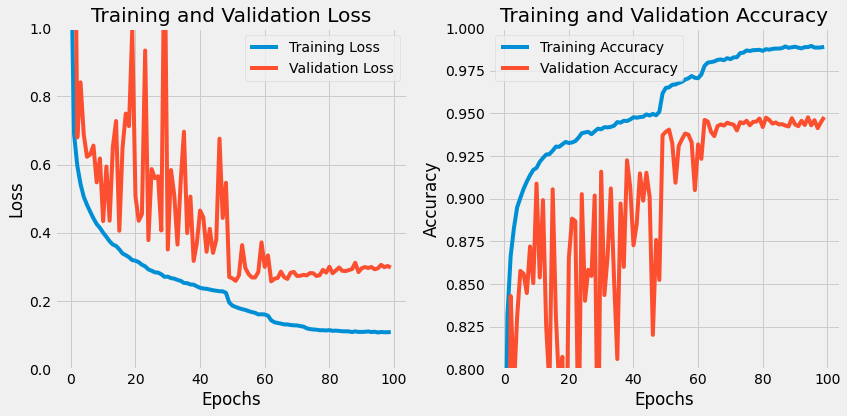 Training and Validation Loss
1.0
0.8
0.6
0.4
0.2
0.0
Loss
Training Loss
Validation Loss
0
20
40
60
80
100
Epochs
Training and Validation Accuracy
1.000
0.975
0.950
0.925
0.900
0.875
0.850
0.825
0.800
Accuracy
Training Accuracy
Validation Accuracy
0
20
40
60
80
100
Epochs